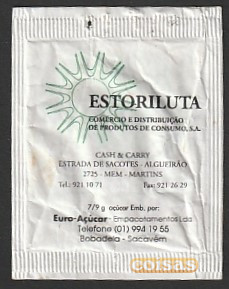 ESTORILUTA
COMÉRCIO E DISTRIBUIÇÃO
DE PRODUTOS DE CONSUMO, S.A.
CASH & CARRY
ESTRADA DE SACOTES - ALGUEIRÃO
2725 - MEM - MARTINS
Tel.: 921 10 71 Fax: 921 26 29
7/9 g açúcar Emb. por:
Euro-Açúcar - Empacotamentos Lda
Telefone (01) 994 19 55
Bobadela - Sacavém
coisas